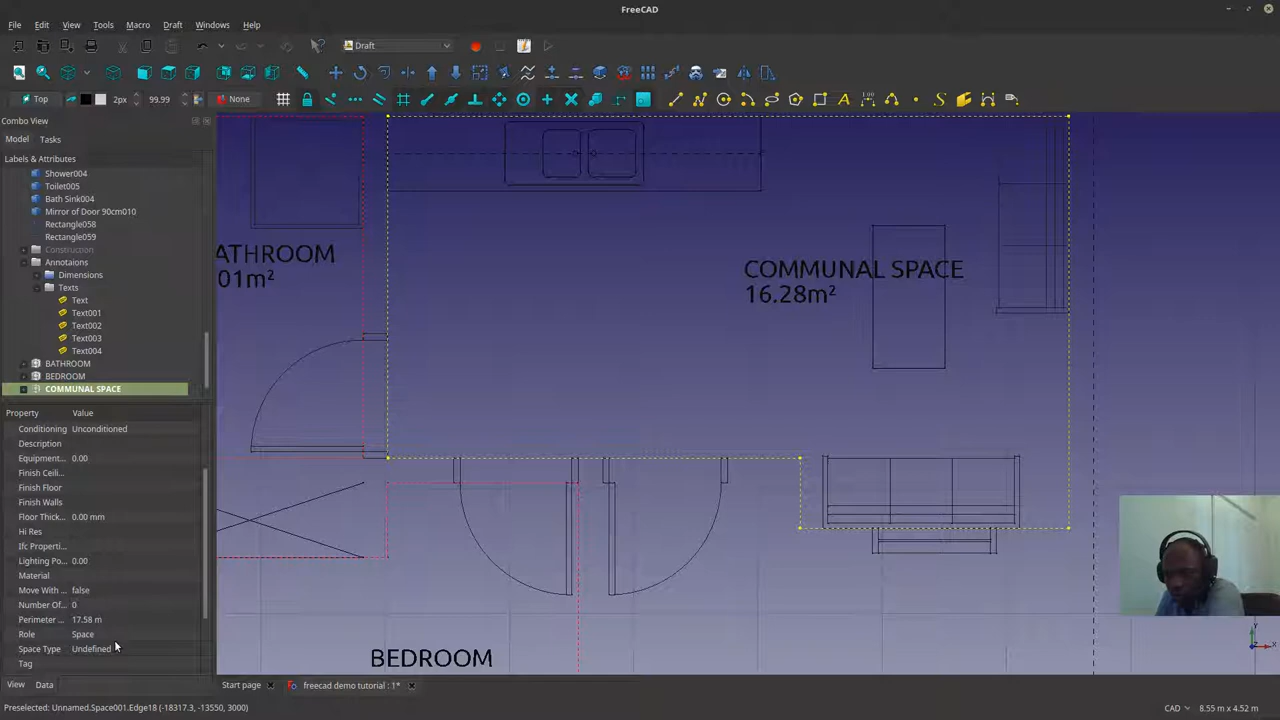 FreeCAD
File Edit View Tools Macro Draft Windows Help
Draft
Top 2px 99.99 None
Combo View
Model Tasks
Labels & Attributes
Shower004
Toilet005
Bath Sink004
Mirror of Door 90cm010
Rectangle058
Rectangle059
Construction
Annotaions
Dimensions
Texts
Text
Text001
Text002
Text003
Text004
BATHROOM
BEDROOM
COMMUNAL SPACE
Property Value
Conditioning Unconditioned
Description
Equipment... 0.00
Finish Ceili...
Finish Floor
Finish Walls
Floor Thick... 0.00 mm
Hi Res
Ifc Properti...
Lighting Po... 0.00
Material
Move With ... false
Number Of... 0
Perimeter ... 17.58 m
Role Space
Space Type Undefined
Tag
View Data
ATHROOM
01m²
COMMUNAL SPACE
16.28m²
BEDROOM
Y
X
Z
Start page freecad demo tutorial : 1*
Preselected: Unnamed.Space001.Edge18 (-18317.3, -13550, 3000)
CAD 8.55 m x 4.52 m